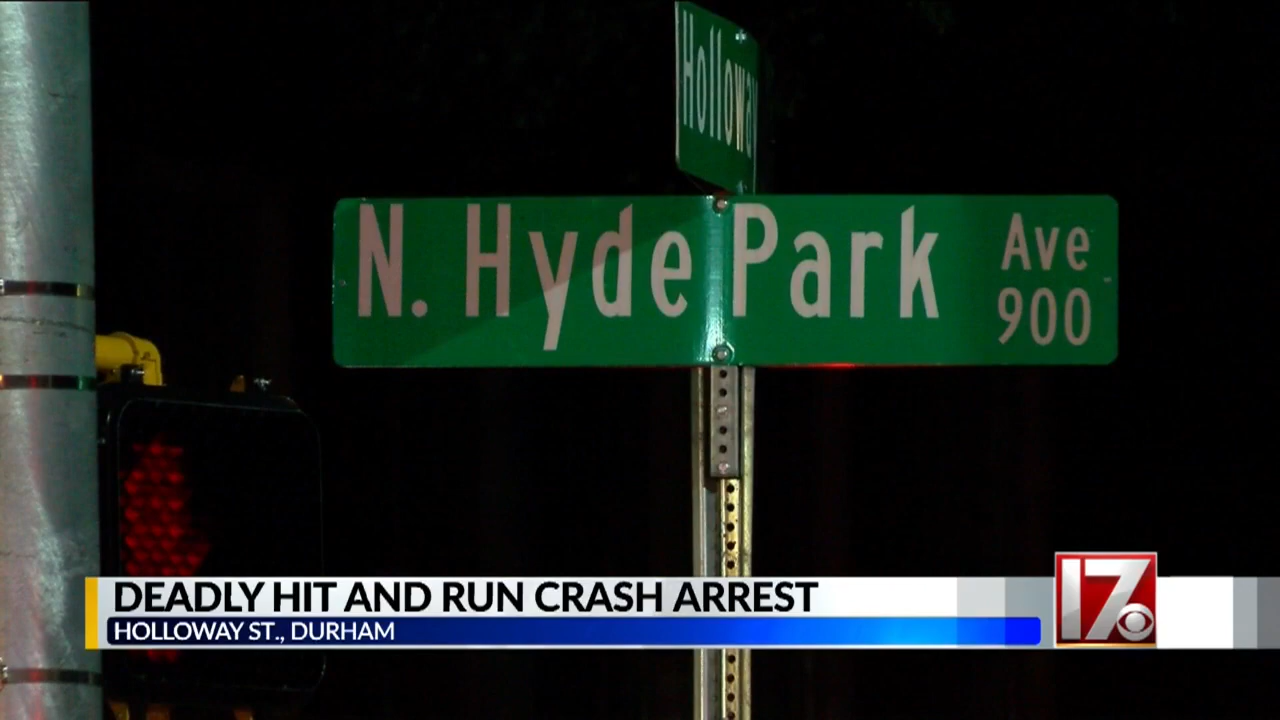 Holloway
N. Hyde Park Ave
900
DEADLY HIT AND RUN CRASH ARREST
HOLLOWAY ST., DURHAM
17